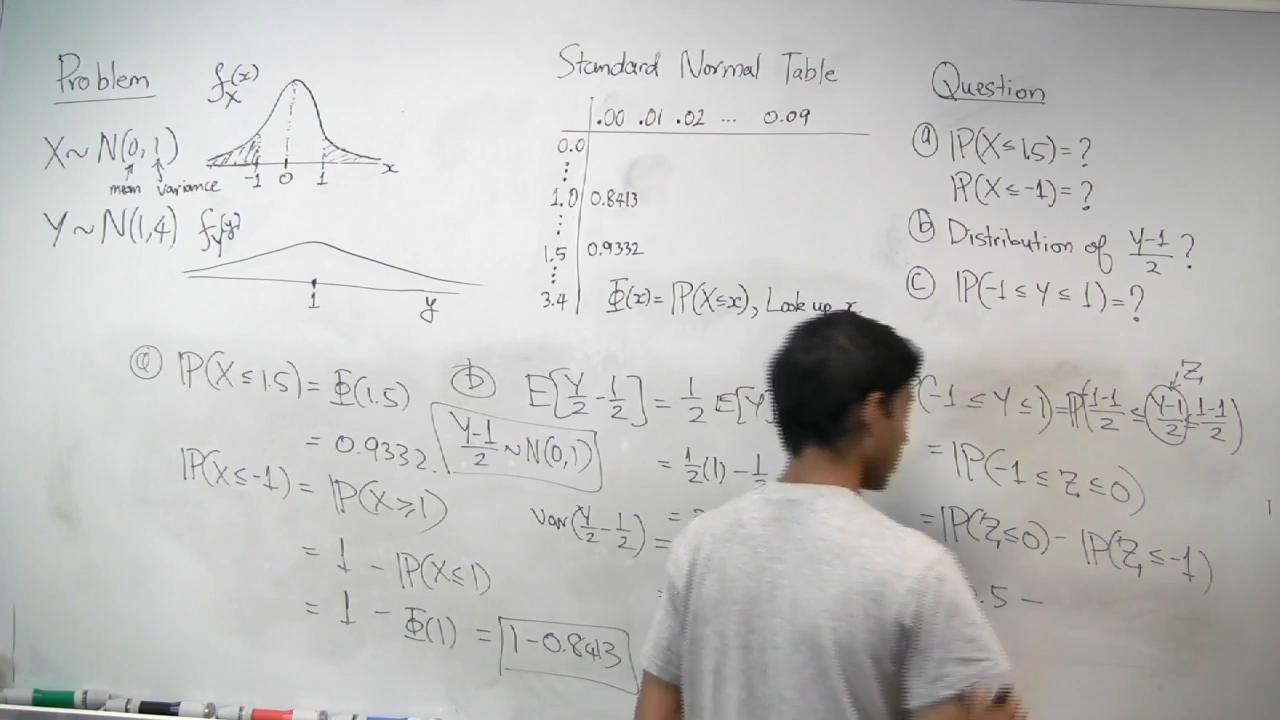 Problem
X ~ N(0, 1)
mean variance
Y ~ N(1,4)
f_X(x)
-1 0 1 x
f_Y(y)
1 y
Standard Normal Table
.00 .01 .02 ... 0.09
0.0
⋮
1.0 0.8413
⋮
1.5 0.9332
⋮
3.4
Φ(x) = P(X≤x), Look up x
Question
(a) P(X≤1.5) = ?
P(X≤-1) = ?
(b) Distribution of (Y-1)/2 ?
(c) P(-1≤Y≤1) = ?
(a) P(X≤1.5) = Φ(1.5)
= 0.9332.
P(X≤-1) = P(X≥1)
= 1 - P(X≤1)
= 1 - Φ(1) = 1-0.8413
(b) E[Y/2 - 1/2] = 1/2 E[Y]
= 1/2(1) - 1/2
(Y-1)/2 ~ N(0,1)
var(Y/2 - 1/2) =
=
(-1≤Y≤1) = P((1-1)/2 ≤ (Y-1)/2 ≤ (1-1)/2)
Z
= P(-1≤Z≤0)
= P(Z≤0) - P(Z≤-1)
.5 -